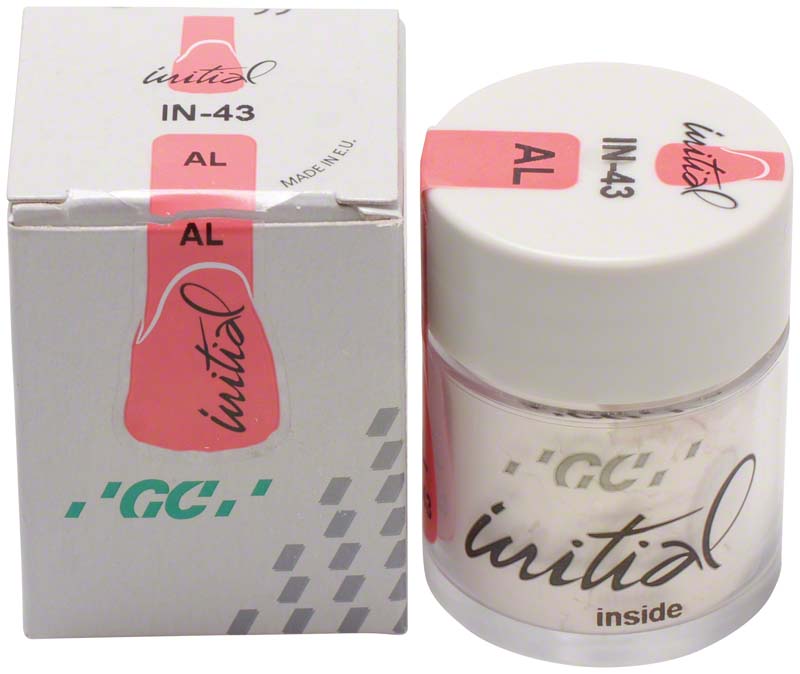 initial
IN-43
AL
MADE IN E.U.
AL
initial
GC
AL
IN-43
initial
GC
initial
inside